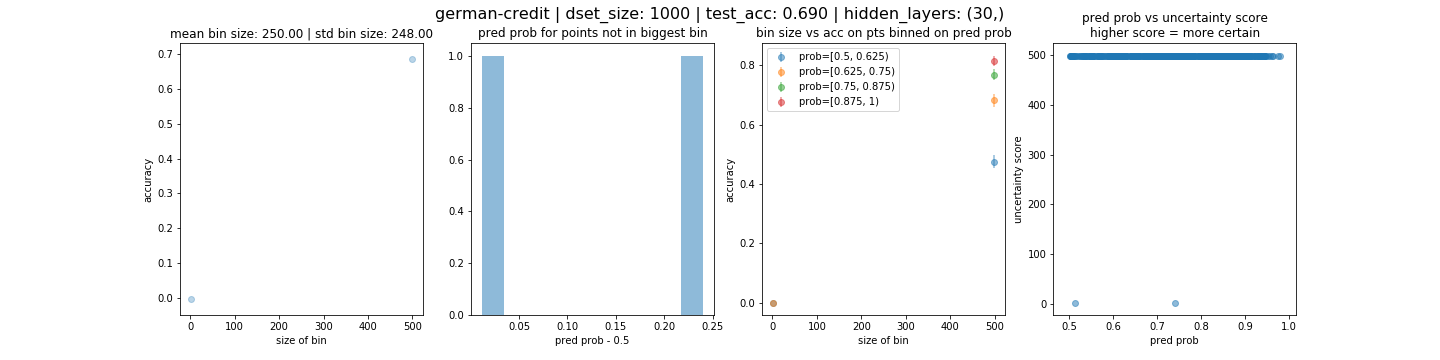 german-credit | dset_size: 1000 | test_acc: 0.690 | hidden_layers: (30,)
mean bin size: 250.00 | std bin size: 248.00
0.7
0.6
0.5
0.4
0.3
0.2
0.1
0.0
accuracy
0 100 200 300 400 500
size of bin
pred prob for points not in biggest bin
1.0
0.8
0.6
0.4
0.2
0.0
0.05 0.10 0.15 0.20 0.25
pred prob - 0.5
bin size vs acc on pts binned on pred prob
prob=[0.5, 0.625)
prob=[0.625, 0.75)
prob=[0.75, 0.875)
prob=[0.875, 1)
0.8
0.6
0.4
0.2
0.0
accuracy
0 100 200 300 400 500
size of bin
pred prob vs uncertainty score
higher score = more certain
500
400
300
200
100
0
uncertainty score
0.5 0.6 0.7 0.8 0.9 1.0
pred prob